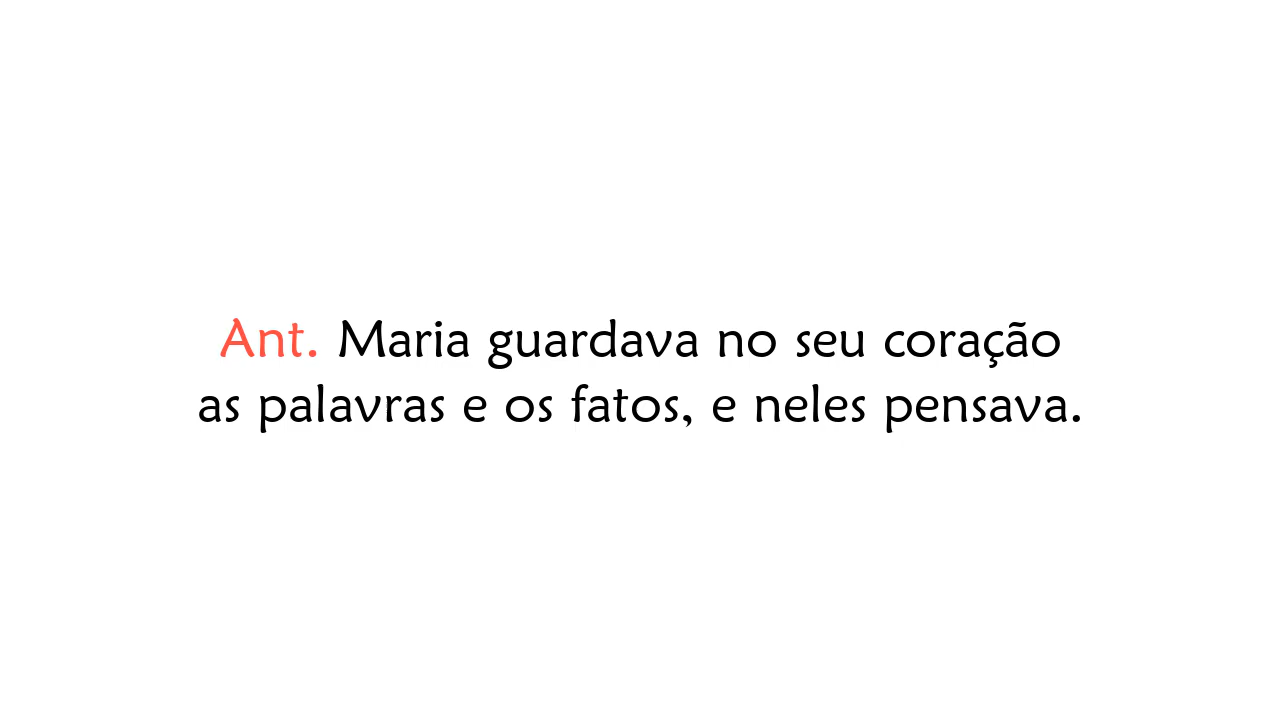 Ant. Maria guardava no seu coração
as palavras e os fatos, e neles pensava.